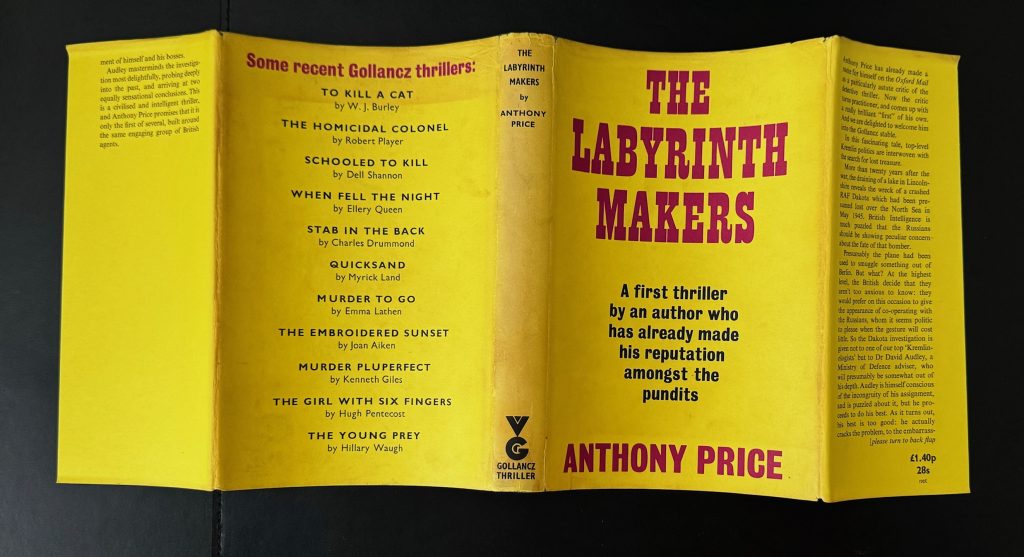 ment of himself and his bosses.
Audley masterminds the investiga-
tion most delightfully, probing deeply
into the past, and arriving at two
equally sensational conclusions. This
is a civilised and intelligent thriller,
and Anthony Price promises that it is
only the first of several, built around
the same engaging group of British
agents.
Some recent Gollancz thrillers:
TO KILL A CAT
by W. J. Burley
THE HOMICIDAL COLONEL
by Robert Player
SCHOOLED TO KILL
by Dell Shannon
WHEN FELL THE NIGHT
by Ellery Queen
STAB IN THE BACK
by Charles Drummond
QUICKSAND
by Myrick Land
MURDER TO GO
by Emma Lathen
THE EMBROIDERED SUNSET
by Joan Aiken
MURDER PLUPERFECT
by Kenneth Giles
THE GIRL WITH SIX FINGERS
by Hugh Pentecost
THE YOUNG PREY
by Hillary Waugh
THE
LABYRINTH
MAKERS
by
ANTHONY
PRICE
VG
GOLLANCZ
THRILLER
THE
LABYRINTH
MAKERS
A first thriller
by an author who
has already made
his reputation
amongst the
pundits
ANTHONY PRICE
Anthony Price has already made a
name for himself on the Oxford Mail
as a particularly astute critic of the
detective thriller. Now the critic
turns practitioner, and comes up with
a really brilliant "first" of his own.
And we are delighted to welcome him
into the Gollancz stable.
In this fascinating tale, top-level
Kremlin politics are interwoven with
the search for lost treasure.
More than twenty years after the
war, the draining of a lake in Lincoln-
shire reveals the wreck of a crashed
RAF Dakota which had been pre-
sumed lost over the North Sea in
May 1945. British Intelligence is
much puzzled that the Russians
should be showing peculiar concern
about the fate of that bomber.
Presumably the plane had been
used to smuggle something out of
Berlin. But what? At the highest
level, the British decide that they
aren't too anxious to know: they
would prefer on this occasion to give
the appearance of co-operating with
the Russians, whom it seems politic
to please when the gesture will cost
little. So the Dakota investigation is
given not to one of our top 'Kremlin-
ologists' but to Dr David Audley, a
Ministry of Defence adviser, who
will presumably be somewhat out of
his depth. Audley is himself conscious
of the incongruity of his assignment,
and is puzzled about it, but he pro-
ceeds to do his best. As it turns out,
his best is too good: he actually
cracks the problem, to the embarrass-
[please turn to back flap
£1.40p
28s
net